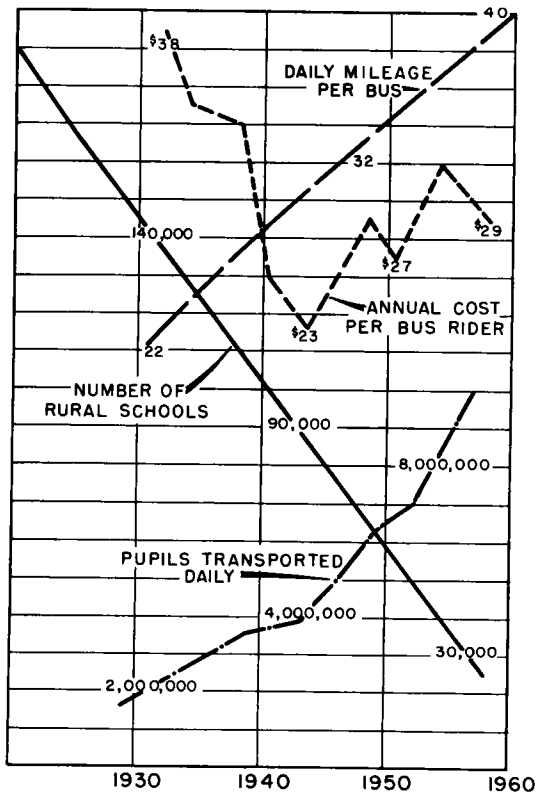 40
$38
DAILY MILEAGE
PER BUS
32
140,000
$29
$27
ANNUAL COST
PER BUS RIDER
$23
22
NUMBER OF
RURAL SCHOOLS
90,000
8,000,000
PUPILS TRANSPORTED
DAILY
4,000,000
30,000
2,000,000
1930 1940 1950 1960